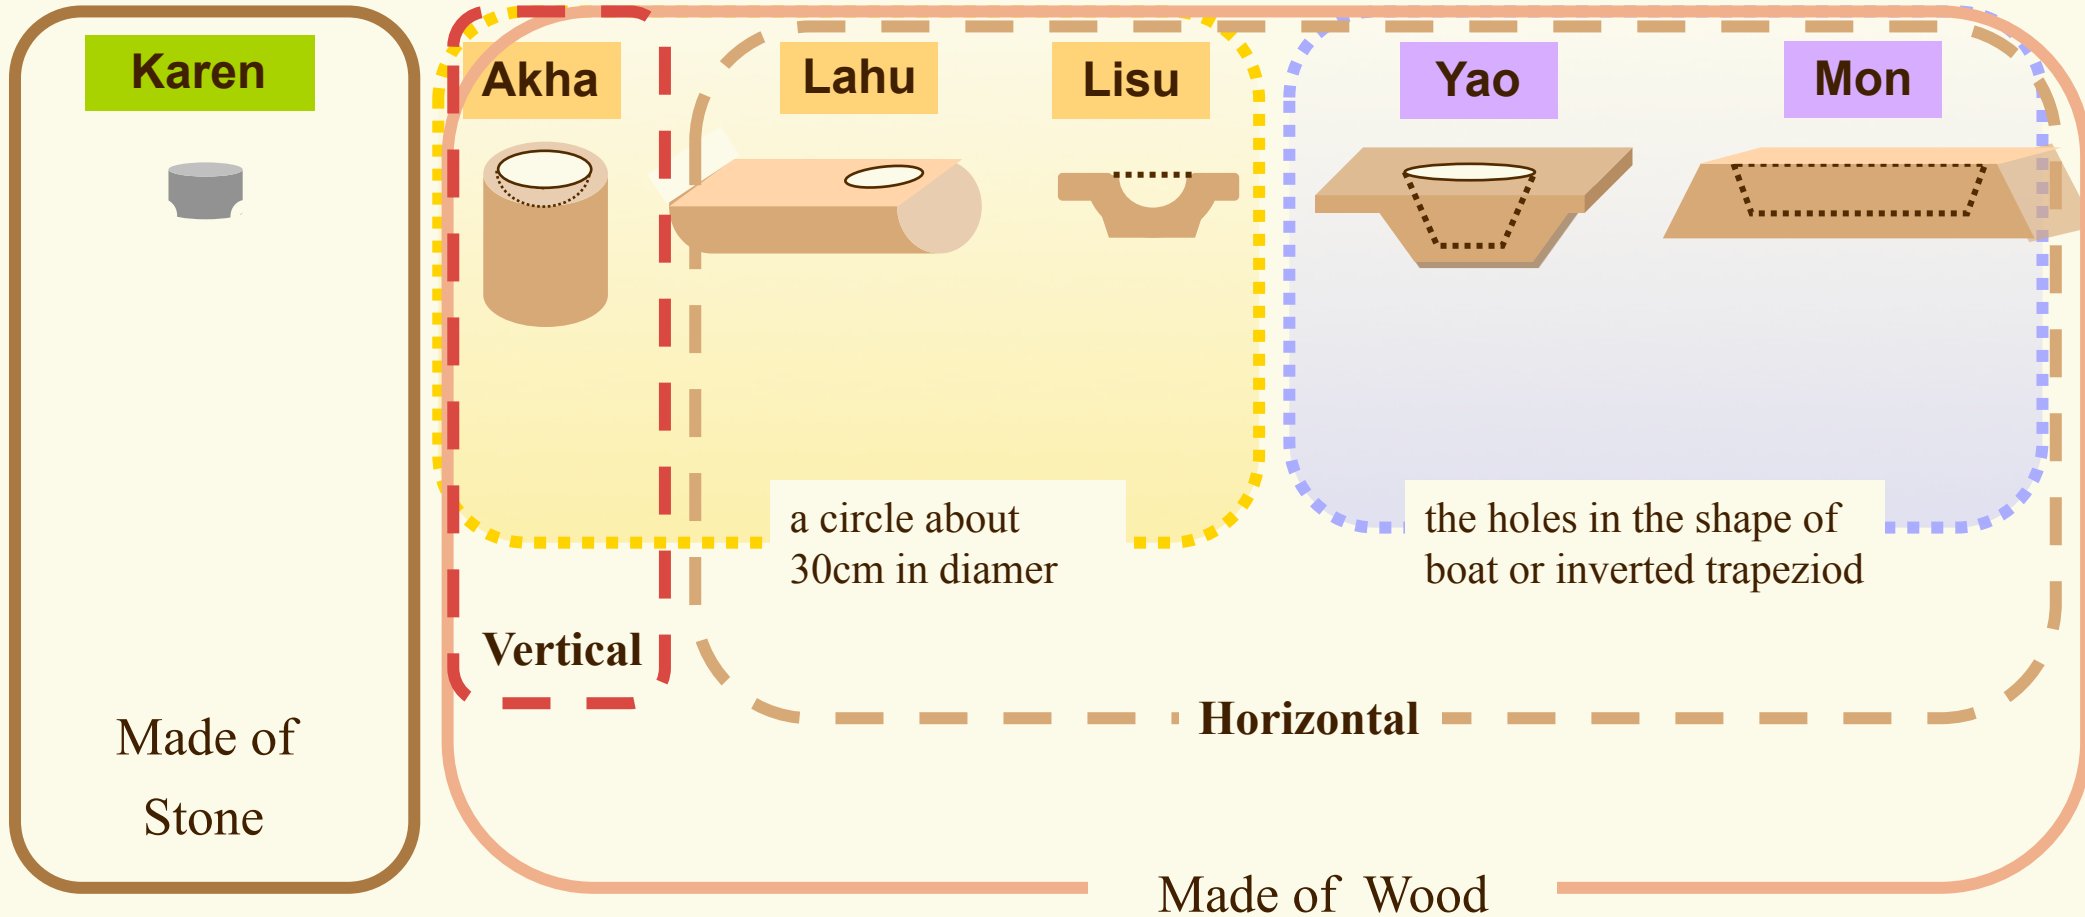 Karen
Akha
Lahu
Lisu
Yao
Mon
a circle about
30cm in diamer
the holes in the shape of
boat or inverted trapeziod
Vertical
Horizontal
Made of
Stone
Made of Wood